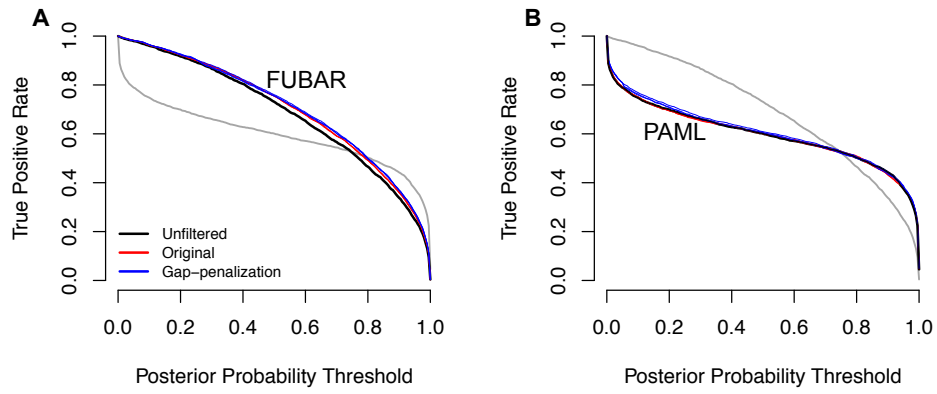 A
True Positive Rate
1.0
0.8
0.6
0.4
0.2
0.0
FUBAR
Unfiltered
Original
Gap−penalization
0.0 0.2 0.4 0.6 0.8 1.0
Posterior Probability Threshold
B
True Positive Rate
1.0
0.8
0.6
0.4
0.2
0.0
PAML
0.0 0.2 0.4 0.6 0.8 1.0
Posterior Probability Threshold